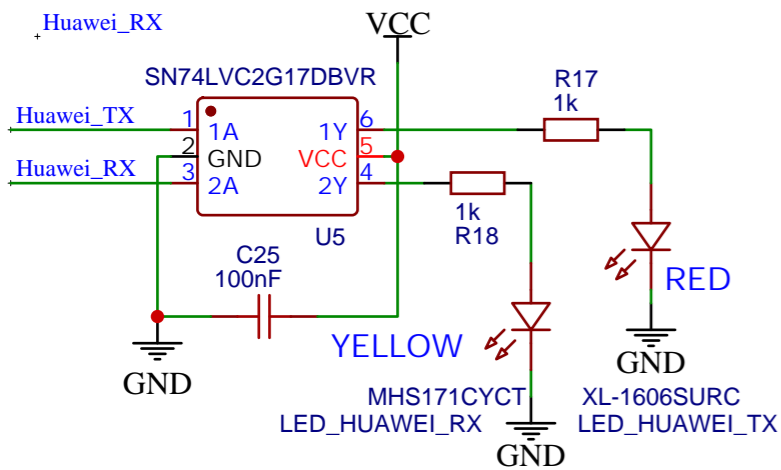 Huawei_RX
VCC
SN74LVC2G17DBVR
R17
1k
Huawei_TX
1
1A
1Y
6
2
GND
VCC
5
Huawei_RX
3
2A
2Y
4
1k
R18
U5
C25
100nF
RED
YELLOW
GND
GND
MHS171CYCT
XL-1606SURC
LED_HUAWEI_RX
LED_HUAWEI_TX
GND